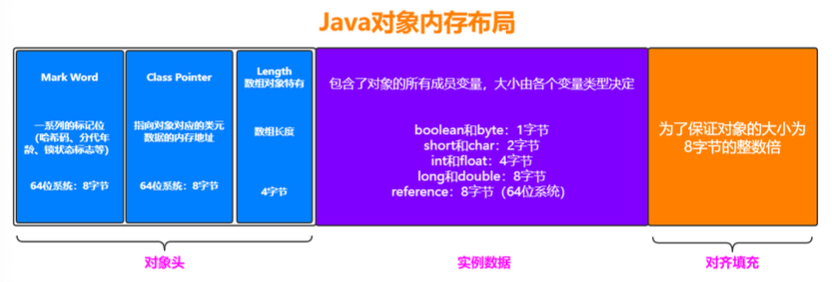 Java对象内存布局
Mark Word
一系列的标记位
(哈希码、分代年
龄、锁状态标志等)
64位系统：8字节
Class Pointer
指向对象对应的类元
数据的内存地址
64位系统：8字节
Length
数组对象特有
数组长度
4字节
包含了对象的所有成员变量，大小由各个变量类型决定
boolean和byte：1字节
short和char：2字节
int和float：4字节
long和double：8字节
reference：8字节（64位系统）
为了保证对象的大小为
8字节的整数倍
对象头
实例数据
对齐填充